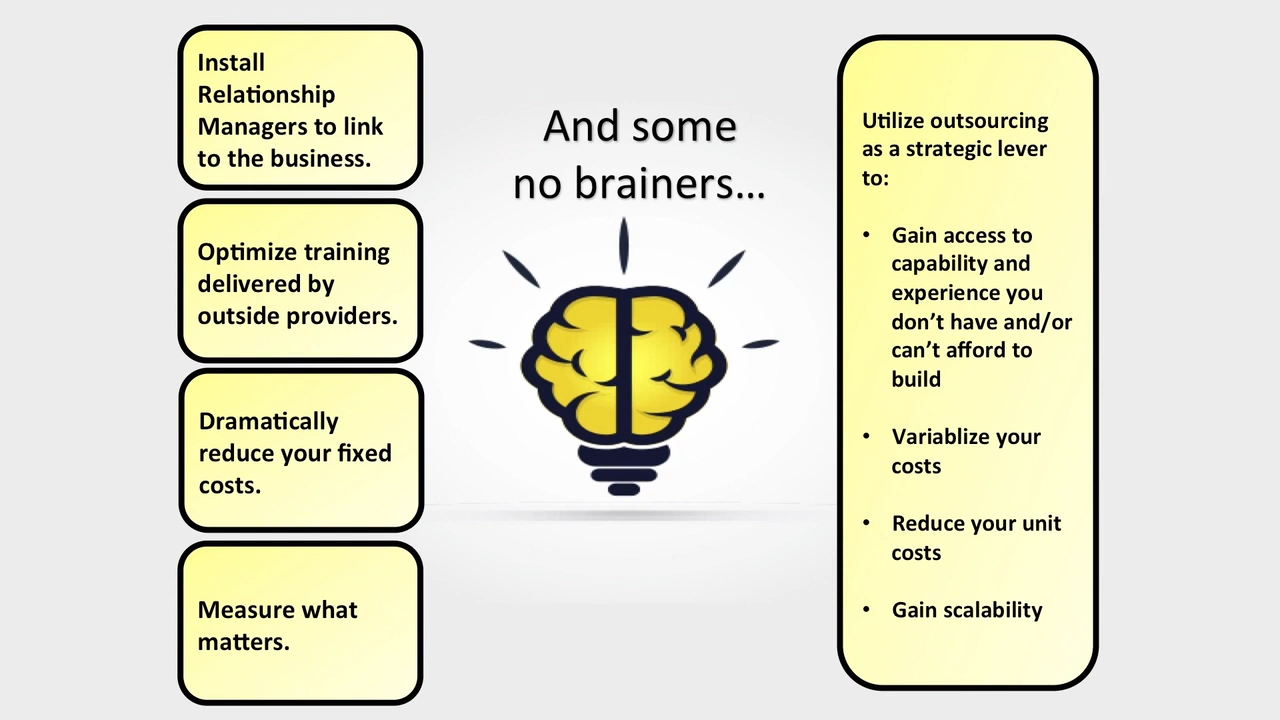 Install
Relationship
Managers to link
to the business.
Optimize training
delivered by
outside providers.
Dramatically
reduce your fixed
costs.
Measure what
matters.
And some
no brainers…
Utilize outsourcing
as a strategic lever
to:
• Gain access to
capability and
experience you
don’t have and/or
can’t afford to
build
• Variablize your
costs
• Reduce your unit
costs
• Gain scalability